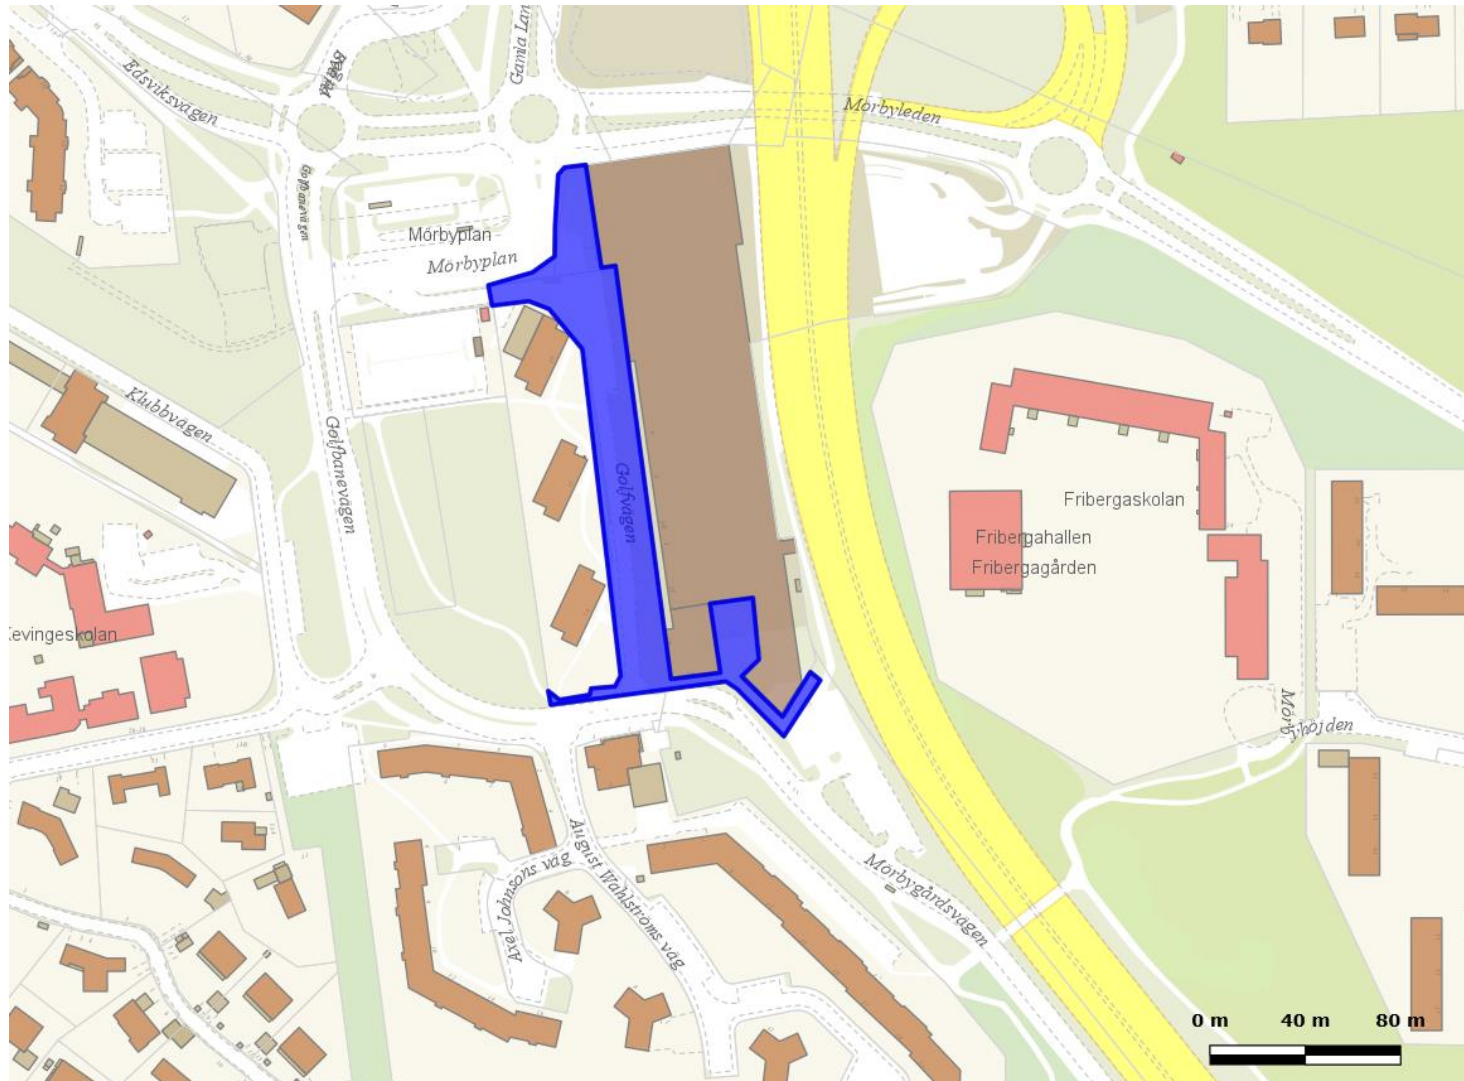 Edsviksvägen
Gamla Lan
Mörbyleden
Golfbanevägen
Mörbyplan
Mörbyplan
Klubbvägen
Golfbanevägen
Golfvägen
Fribergaskolan
Fribergahallen
Fribergagården
Kevingeskolan
Mörbyhöjden
Axel Johnsons väg
August Wahlströms väg
Mörbygårdsvägen
0 m 40 m 80 m